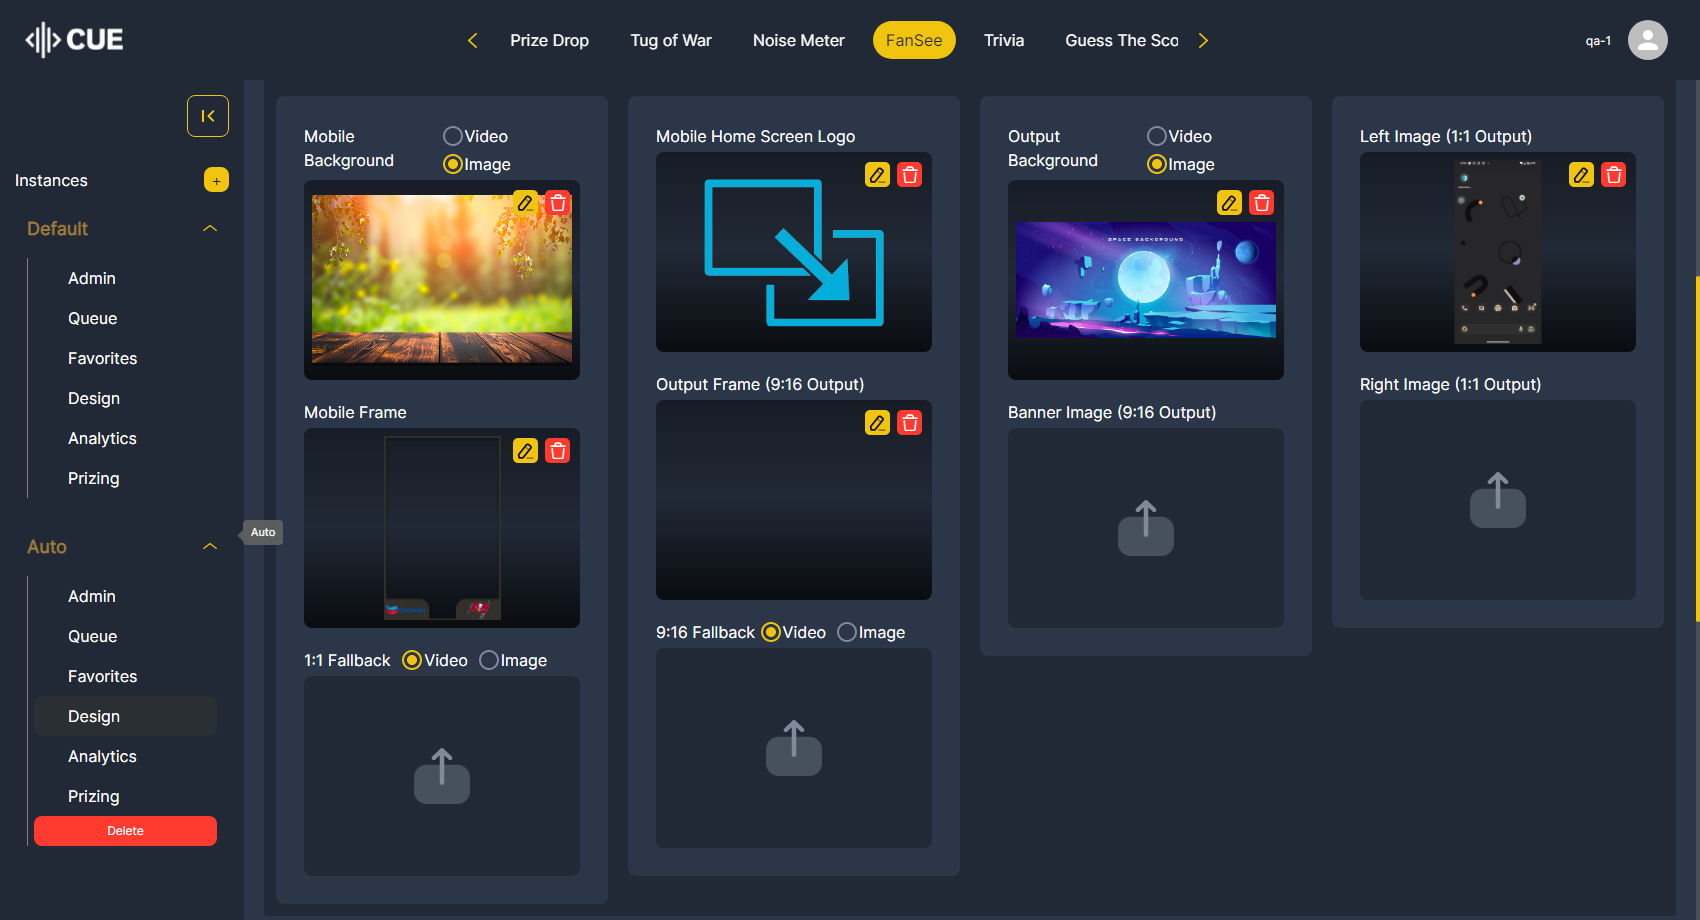 CUE
Prize Drop
Tug of War
Noise Meter
FanSee
Trivia
Guess The Sco
qa-1
Instances
+
Default
Admin
Queue
Favorites
Design
Analytics
Prizing
Auto
Auto
Admin
Queue
Favorites
Design
Analytics
Prizing
Delete
Mobile
Background
Video
Image
Mobile Frame
1:1 Fallback
Video
Image
Mobile Home Screen Logo
Output Frame (9:16 Output)
9:16 Fallback
Video
Image
Output
Background
Video
Image
SPACE BACKGROUND
Banner Image (9:16 Output)
Left Image (1:1 Output)
Right Image (1:1 Output)